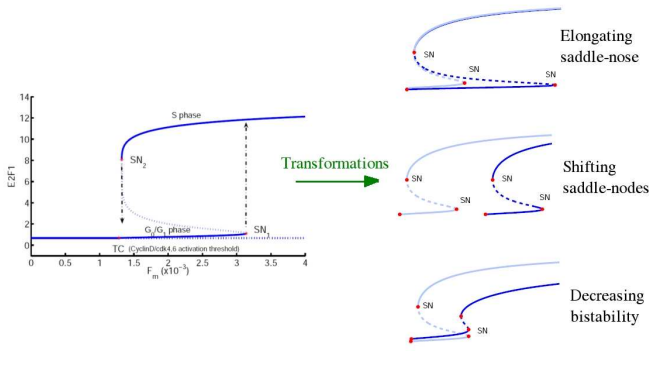 14
12
10
8
6
4
2
0
E2F1
S phase
SN2
G0/G1 phase
SN1
TC (CyclinD/cdk4,6 activation threshold)
0 0.5 1 1.5 2 2.5 3 3.5 4
Fm (x10^-3)
Transformations
SN
SN
SN
Elongating
saddle-nose
SN
SN
SN
SN
Shifting
saddle-nodes
SN
SN
Decreasing
bistability